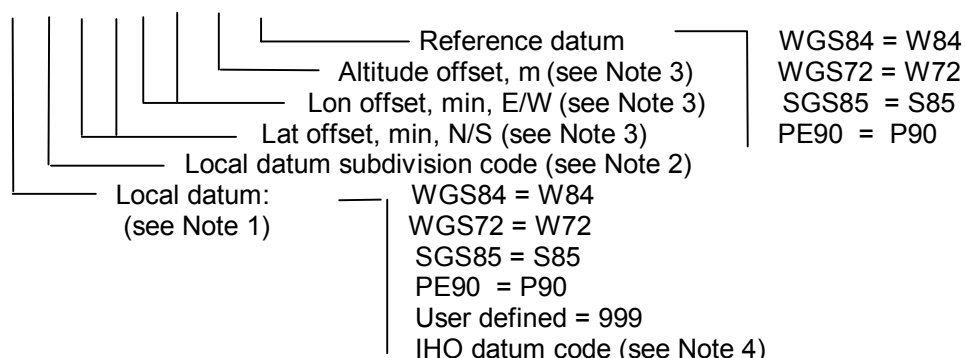 Reference datum WGS84 = W84
Altitude offset, m (see Note 3) WGS72 = W72
Lon offset, min, E/W (see Note 3) SGS85 = S85
Lat offset, min, N/S (see Note 3) PE90 = P90
Local datum subdivision code (see Note 2)
Local datum: WGS84 = W84
(see Note 1) WGS72 = W72
SGS85 = S85
PE90 = P90
User defined = 999
IHO datum code (see Note 4)